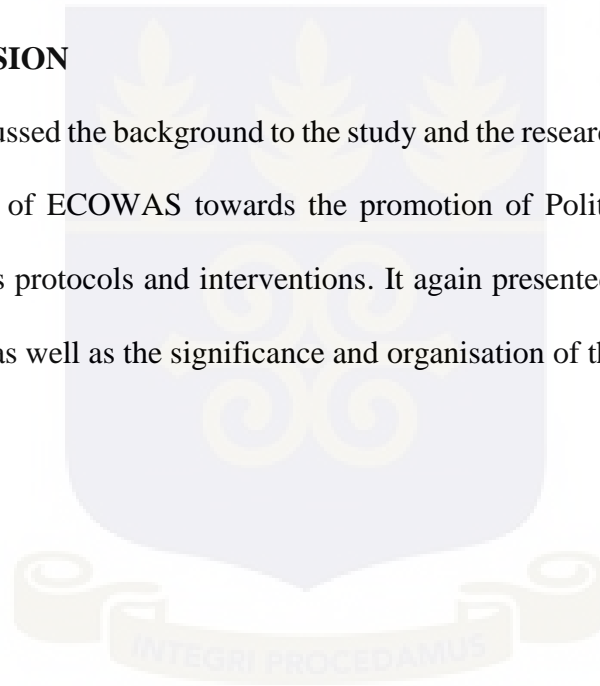 SION
ussed the background to the study and the researc
of ECOWAS towards the promotion of Polit
s protocols and interventions. It again presente
as well as the significance and organisation of th
INTEGRI PROCEDAMUS